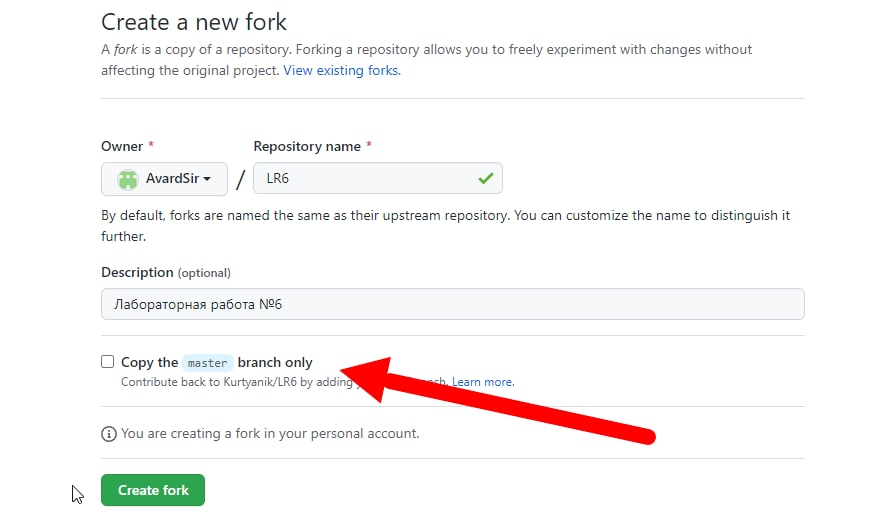 Create a new fork
A fork is a copy of a repository. Forking a repository allows you to freely experiment with changes without
affecting the original project. View existing forks.
Owner * Repository name *
AvardSir / LR6
By default, forks are named the same as their upstream repository. You can customize the name to distinguish it
further.
Description (optional)
Лабораторная работа №6
Copy the master branch only
Contribute back to Kurtyanik/LR6 by adding Learn more.
You are creating a fork in your personal account.
Create fork